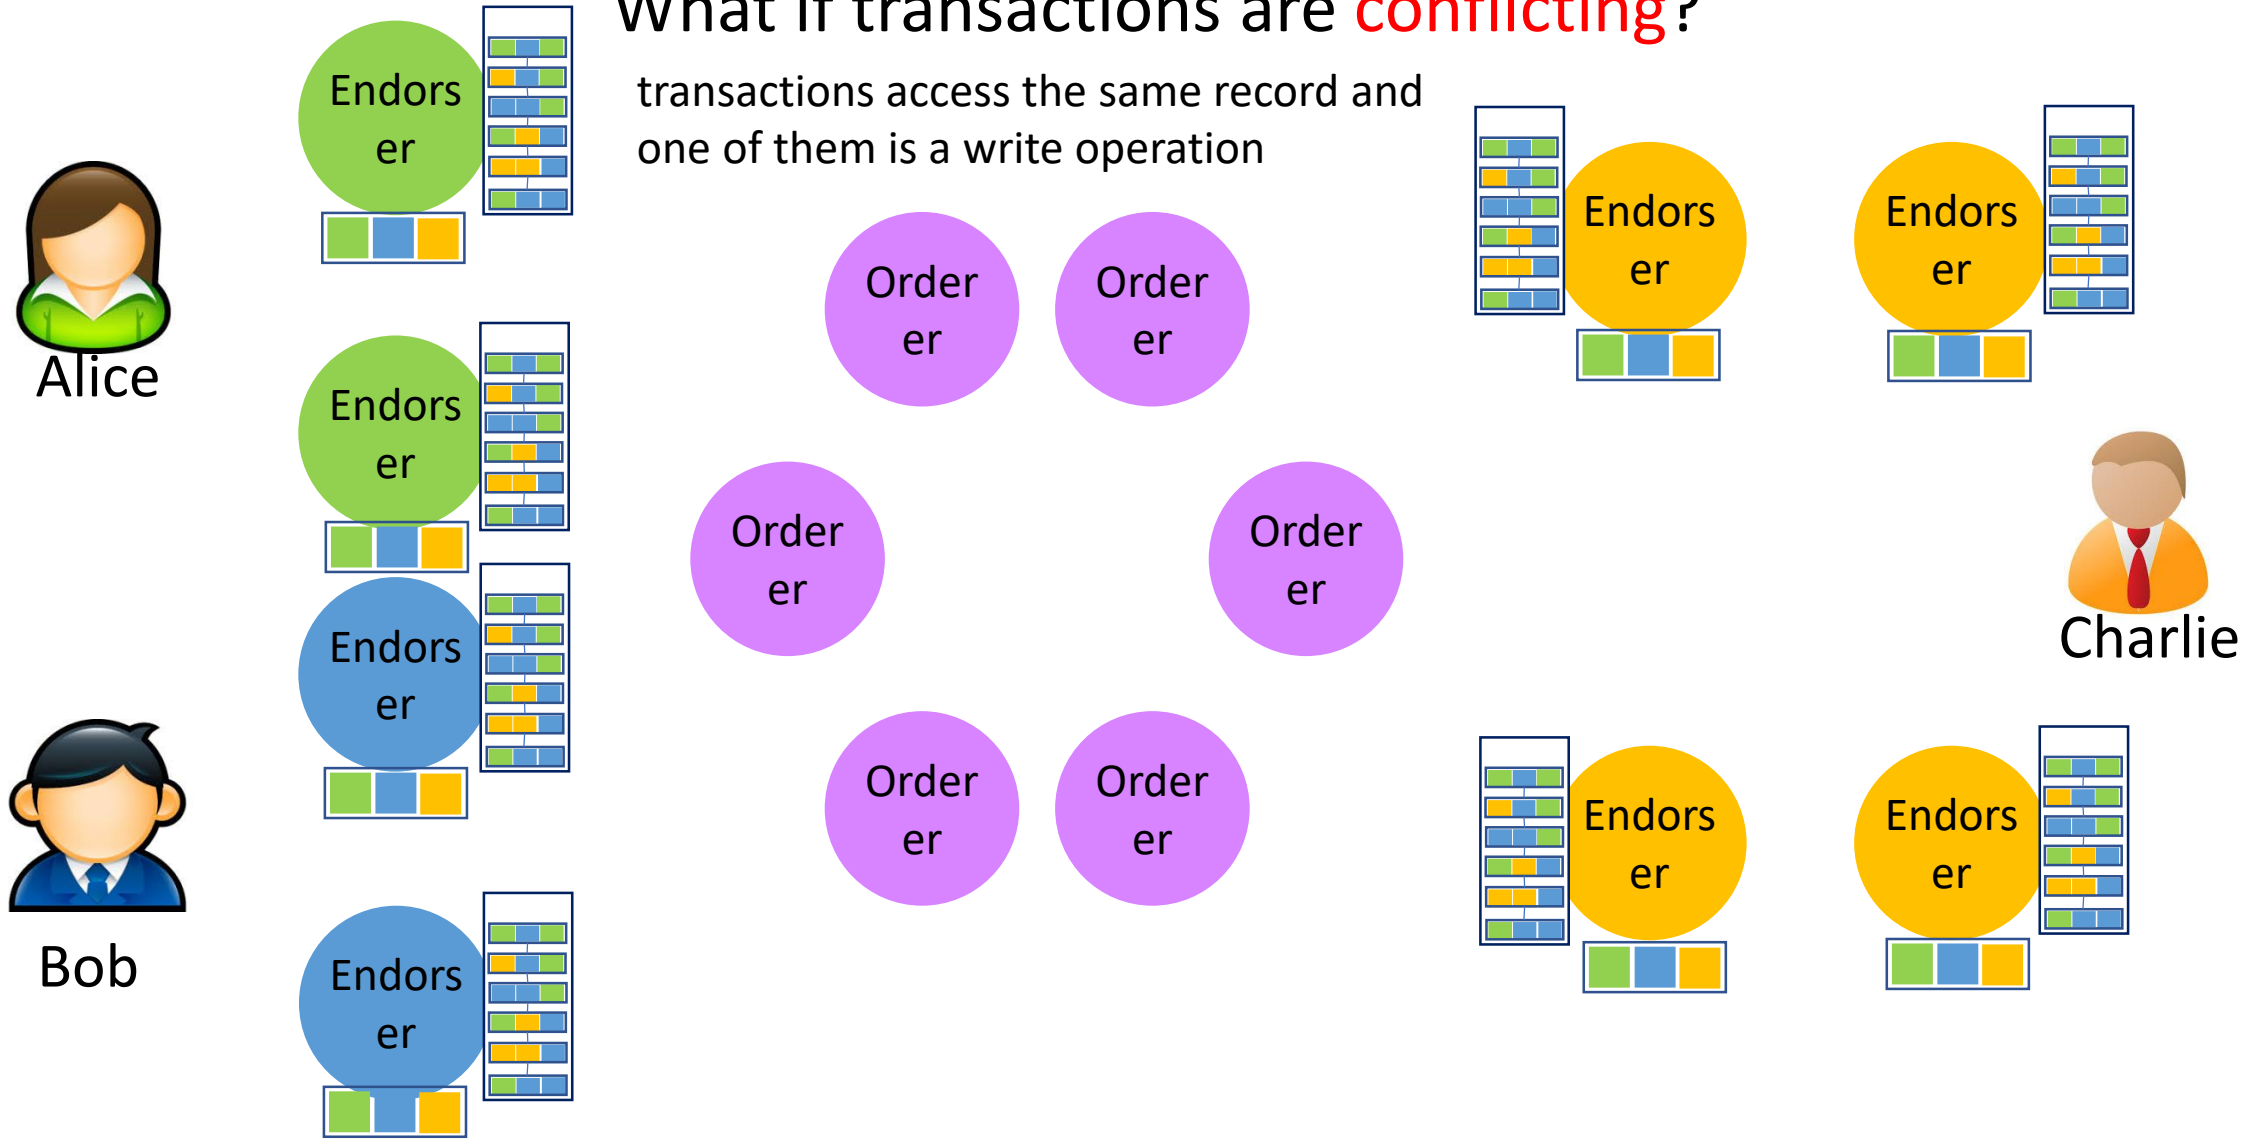 What if transactions are conflicting?
transactions access the same record and
one of them is a write operation
Endors
er
Alice
Endors
er
Endors
er
Bob
Endors
er
Order
er
Order
er
Order
er
Order
er
Order
er
Order
er
Endors
er
Endors
er
Charlie
Endors
er
Endors
er